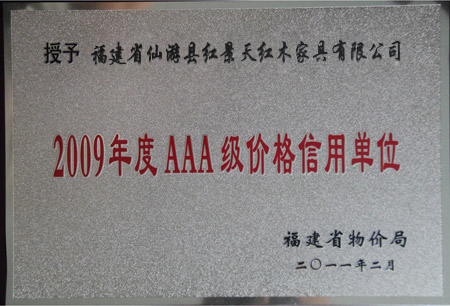 授予 福建省仙游县红景天红木家具有限公司
2009年度AAA级价格信用单位
福建省物价局
二〇一一年二月